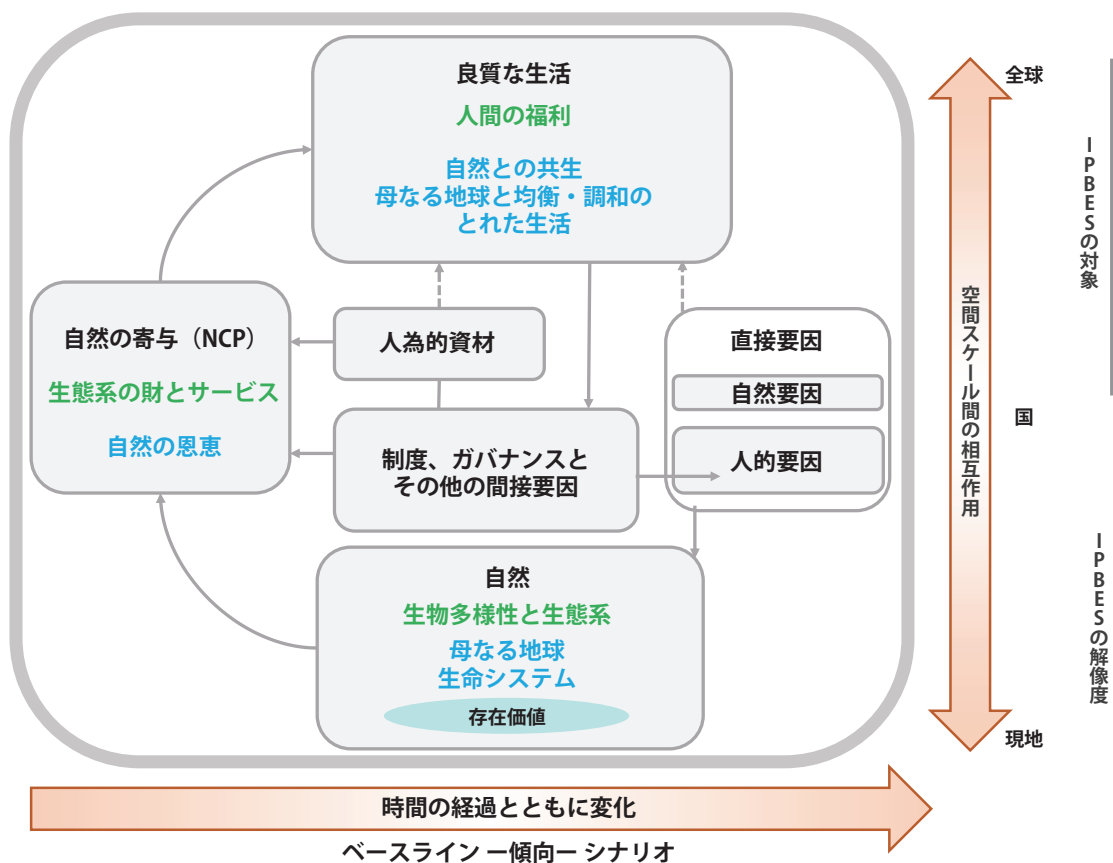 良質な生活
人間の福利
自然との共生
母なる地球と均衡・調和の
とれた生活
自然の寄与（NCP）
生態系の財とサービス
自然の恩恵
人為的資材
制度、ガバナンスと
その他の間接要因
直接要因
自然要因
人的要因
自然
生物多様性と生態系
母なる地球
生命システム
存在価値
全球
国
現地
空間スケール間の相互作用
IPBESの対象
IPBESの解像度
時間の経過とともに変化
ベースライン ー傾向ー シナリオ